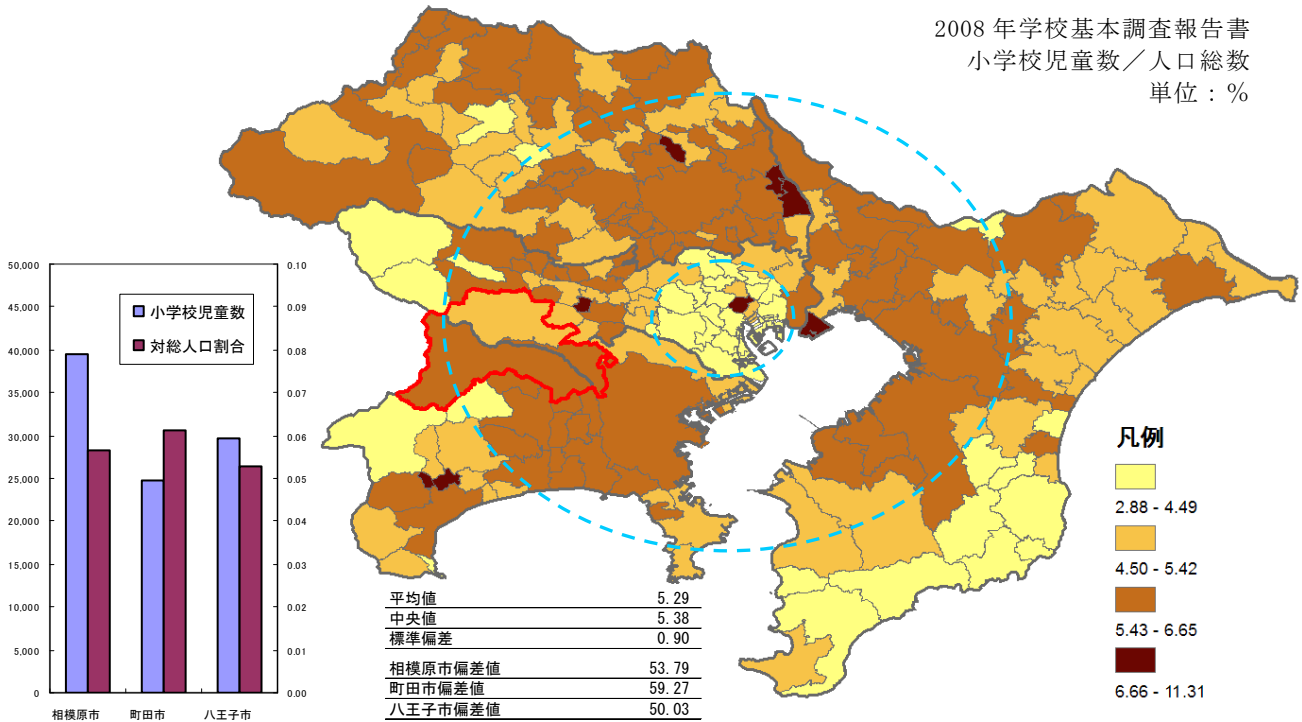 2008 年学校基本調査報告書
小学校児童数／人口総数
単位：%
50,000
45,000
40,000
35,000
30,000
25,000
20,000
15,000
10,000
5,000
0
0.10
0.09
0.08
0.07
0.06
0.05
0.04
0.03
0.02
0.01
0.00
小学校児童数
対総人口割合
相模原市 町田市 八王子市
平均値 5.29
中央値 5.38
標準偏差 0.90
相模原市偏差値 53.79
町田市偏差値 59.27
八王子市偏差値 50.03
凡例
2.88 - 4.49
4.50 - 5.42
5.43 - 6.65
6.66 - 11.31